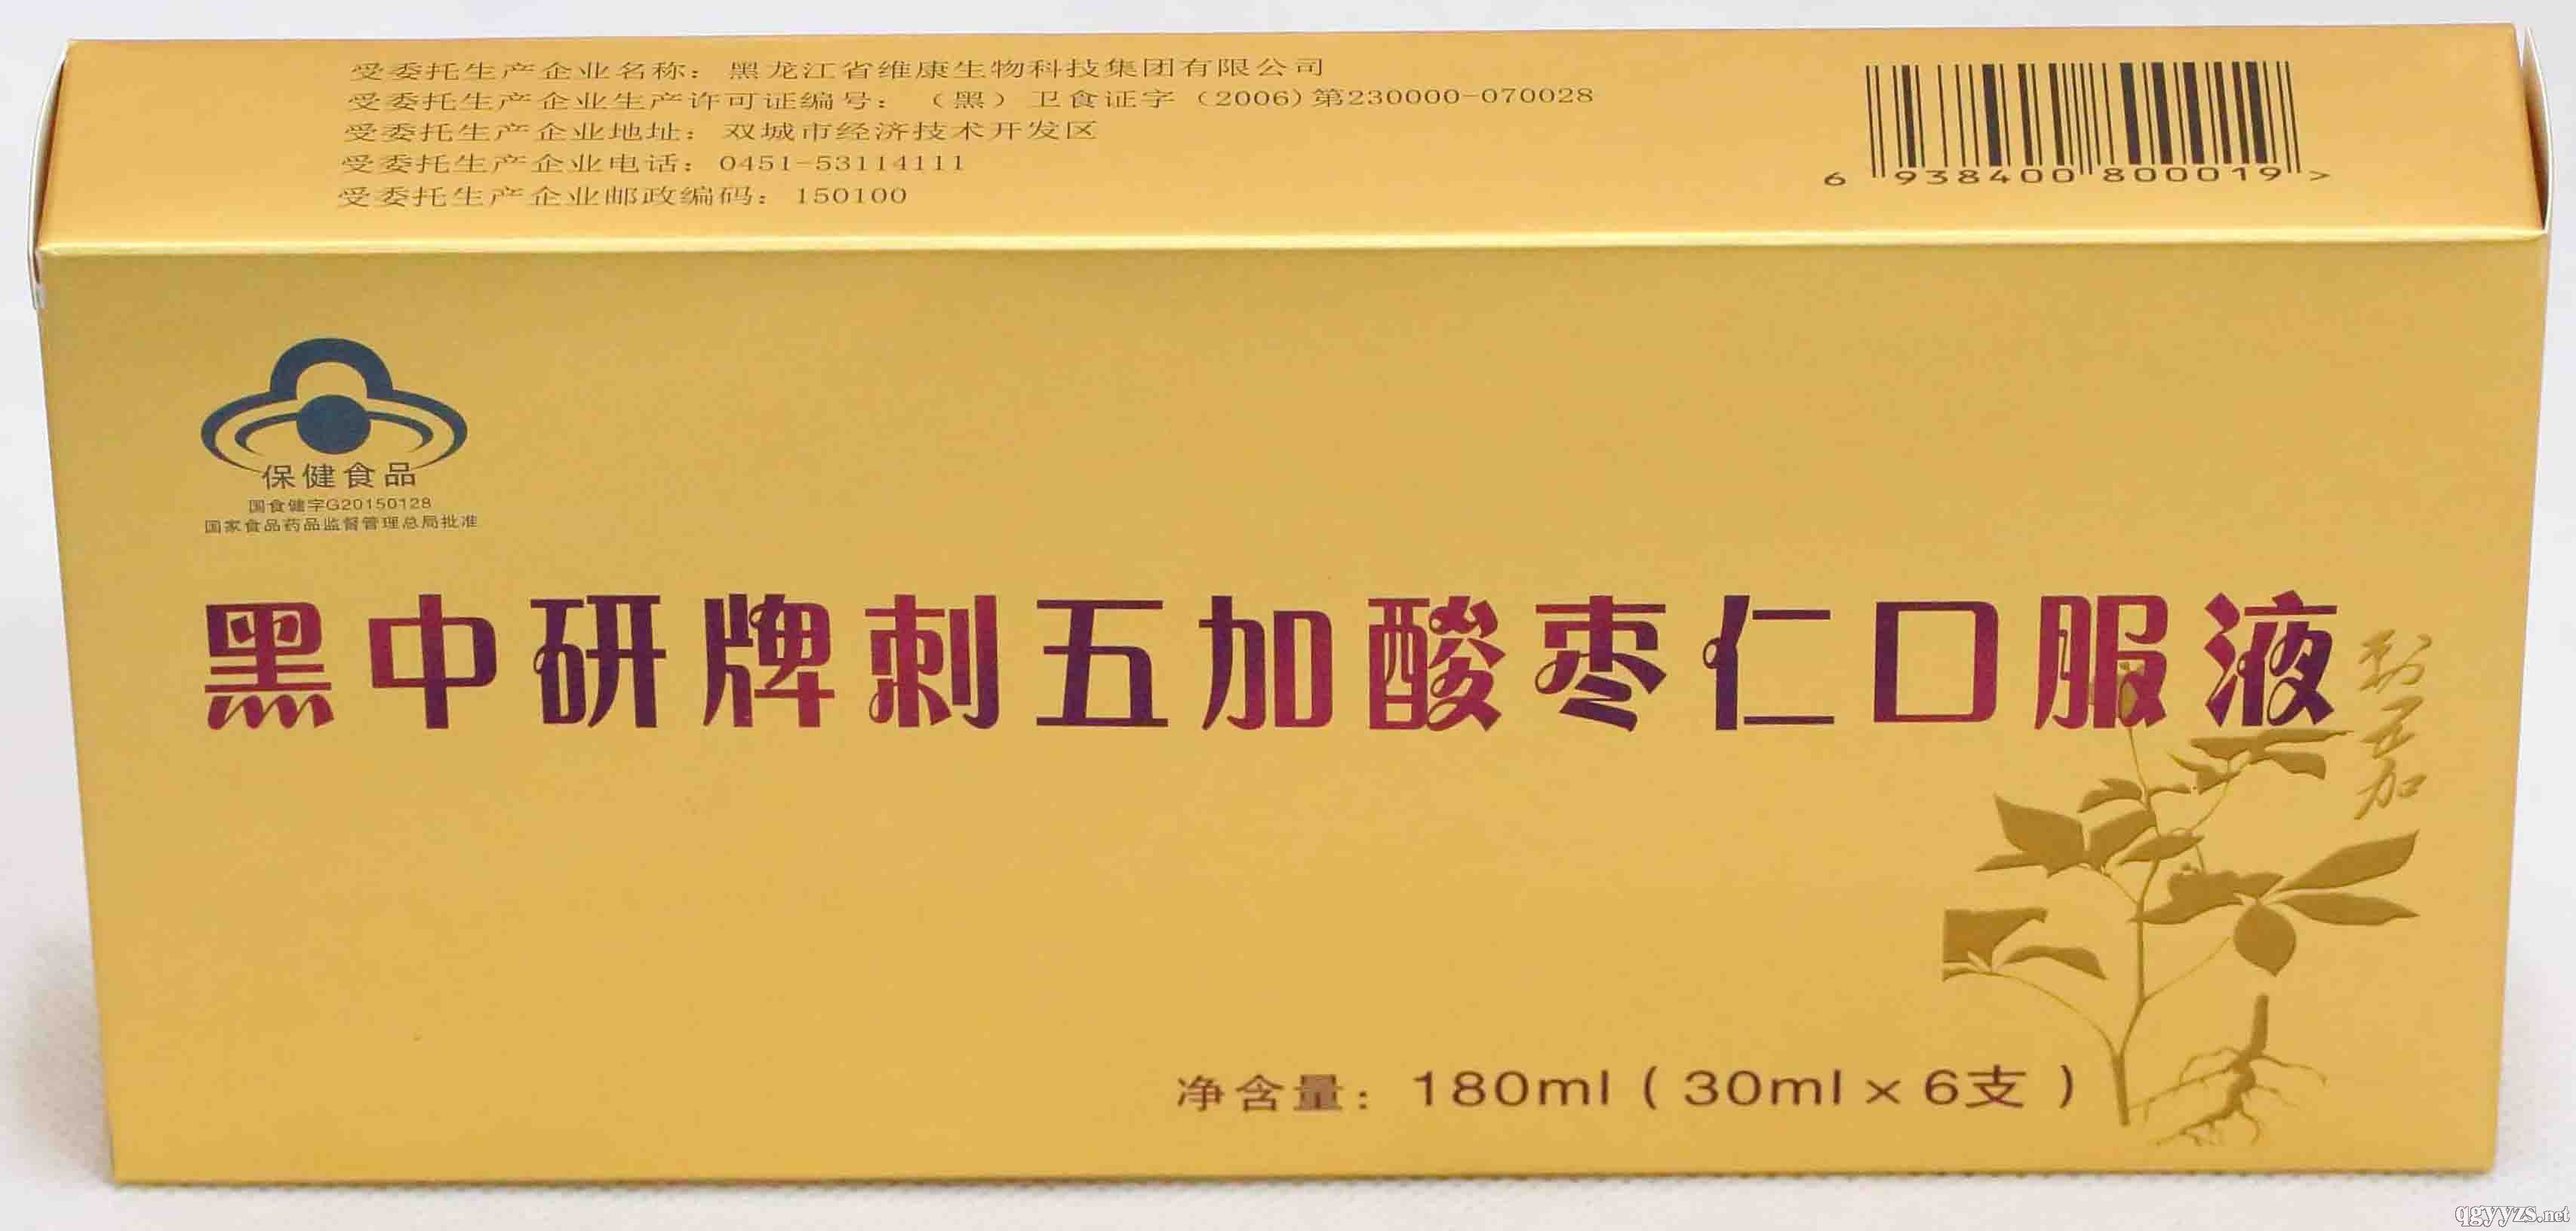 受委托生产企业名称：黑龙江省维康生物科技集团有限公司
受委托生产企业生产许可证编号：（黑）卫食证字（2006)第230000-070028
受委托生产企业地址：双城市经济技术开发区
受委托生产企业电话：0451-53114111
受委托生产企业邮政编码：150100
6 938400 800019 >
保健食品
国食健字G20150128
国家食品药品监督管理总局批准
黑中研牌刺五加酸枣仁口服液
刺五加
净含量：180ml（30ml×6支）
qgyyzs.net